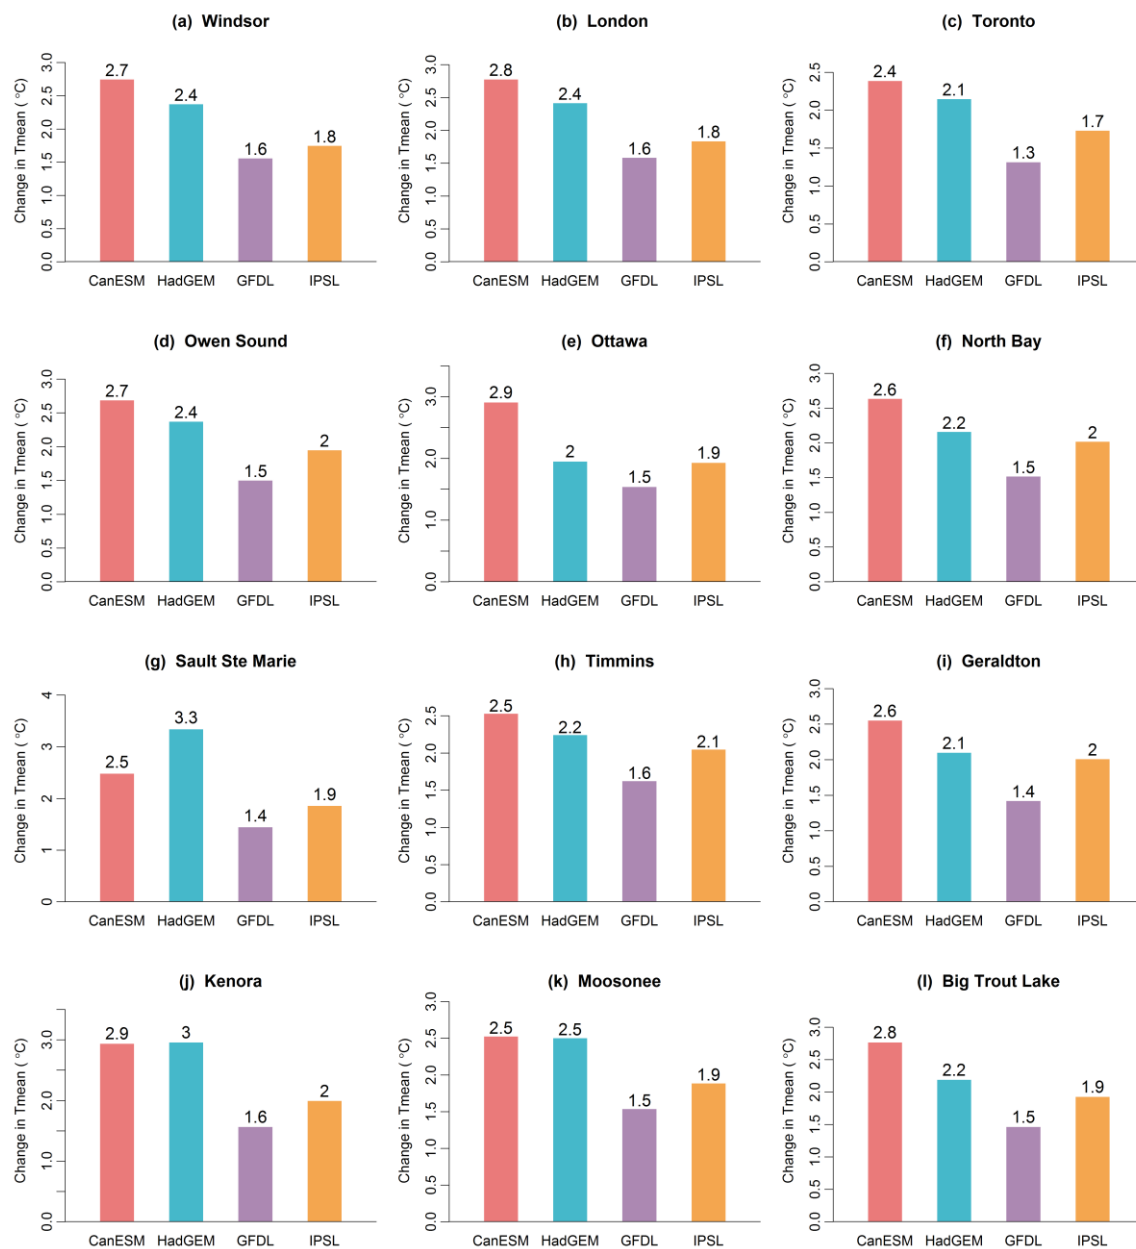 (a) Windsor
Change in Tmean ( °C)
0.0 0.5 1.0 1.5 2.0 2.5 3.0
2.7 2.4 1.6 1.8
CanESM HadGEM GFDL IPSL
(b) London
Change in Tmean ( °C)
0.0 0.5 1.0 1.5 2.0 2.5 3.0
2.8 2.4 1.6 1.8
CanESM HadGEM GFDL IPSL
(c) Toronto
Change in Tmean ( °C)
0.0 0.5 1.0 1.5 2.0 2.5
2.4 2.1 1.3 1.7
CanESM HadGEM GFDL IPSL
(d) Owen Sound
Change in Tmean ( °C)
0.0 0.5 1.0 1.5 2.0 2.5 3.0
2.7 2.4 1.5 2
CanESM HadGEM GFDL IPSL
(e) Ottawa
Change in Tmean ( °C)
0.0 1.0 2.0 3.0
2.9 2 1.5 1.9
CanESM HadGEM GFDL IPSL
(f) North Bay
Change in Tmean ( °C)
0.0 0.5 1.0 1.5 2.0 2.5 3.0
2.6 2.2 1.5 2
CanESM HadGEM GFDL IPSL
(g) Sault Ste Marie
Change in Tmean ( °C)
0 1 2 3 4
2.5 3.3 1.4 1.9
CanESM HadGEM GFDL IPSL
(h) Timmins
Change in Tmean ( °C)
0.0 0.5 1.0 1.5 2.0 2.5
2.5 2.2 1.6 2.1
CanESM HadGEM GFDL IPSL
(i) Geraldton
Change in Tmean ( °C)
0.0 0.5 1.0 1.5 2.0 2.5 3.0
2.6 2.1 1.4 2
CanESM HadGEM GFDL IPSL
(j) Kenora
Change in Tmean ( °C)
0.0 1.0 2.0 3.0
2.9 3 1.6 2
CanESM HadGEM GFDL IPSL
(k) Moosonee
Change in Tmean ( °C)
0.0 0.5 1.0 1.5 2.0 2.5 3.0
2.5 2.5 1.5 1.9
CanESM HadGEM GFDL IPSL
(l) Big Trout Lake
Change in Tmean ( °C)
0.0 0.5 1.0 1.5 2.0 2.5 3.0
2.8 2.2 1.5 1.9
CanESM HadGEM GFDL IPSL